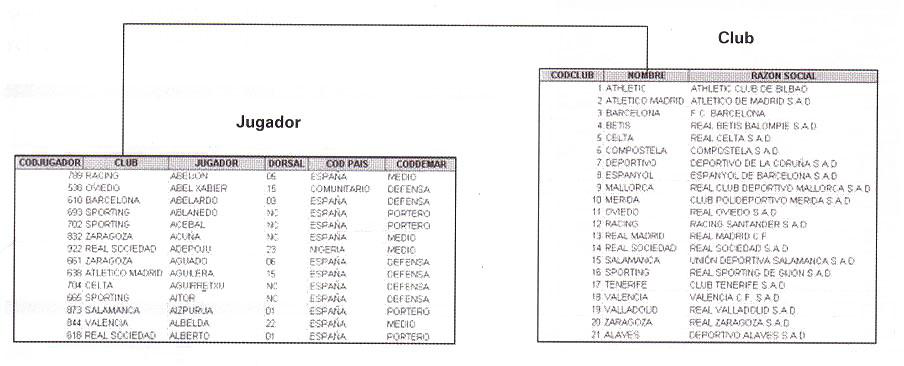 Club
CODCLUB NOMBRE RAZON SOCIAL
1 ATHLETIC ATHLETIC CLUB DE BILBAO
2 ATLETICO MADRID ATLETICO DE MADRID S.A.D
3 BARCELONA F.C. BARCELONA
4 BETIS REAL BETIS BALOMPIE S.A.D
5 CELTA REAL CELTA S.A.D
6 COMPOSTELA COMPOSTELA S.A.D
7 DEPORTIVO DEPORTIVO DE LA CORUÑA S.A.D
8 ESPANYOL ESPANYOL DE BARCELONA S.A.D
9 MALLORCA REAL CLUB DEPORTIVO MALLORCA S.A.D
10 MERIDA CLUB POLIDEPORTIVO MERIDA S.A.D
11 OVIEDO REAL OVIEDO S.A.D
12 RACING RACING SANTANDER S.A.D
13 REAL MADRID REAL MADRID C.F.
14 REAL SOCIEDAD REAL SOCIEDAD S.A.D
15 SALAMANCA UNIÓN DEPORTIVA SALAMANCA S.A.D
16 SPORTING REAL SPORTING DE GIJON S.A.D
17 TENERIFE CLUB TENERIFE S.A.D
18 VALENCIA VALENCIA C.F. S.A.D
19 VALLADOLID REAL VALLADOLID S.A.D
20 ZARAGOZA REAL ZARAGOZA S.A.D
21 ALAVES DEPORTIVO ALAVES S.A.D
Jugador
CODJUGADOR CLUB JUGADOR DORSAL COD PAIS CODDEMAR
789 RACING ABEIJON 05 ESPAÑA MEDIO
536 OVIEDO ABEL XABIER 15 COMUNITARIO DEFENSA
610 BARCELONA ABELARDO 03 ESPAÑA DEFENSA
693 SPORTING ABLANEDO NC ESPAÑA PORTERO
702 SPORTING ACEBAL NC ESPAÑA PORTERO
832 ZARAGOZA ACUÑA NC ESPAÑA MEDIO
922 REAL SOCIEDAD ADEPOJU 23 NIGERIA MEDIO
661 ZARAGOZA AGUADO 06 ESPAÑA DEFENSA
638 ATLETICO MADRID AGUILERA 15 ESPAÑA DEFENSA
704 CELTA AGUIRRETXU NC ESPAÑA DEFENSA
665 SPORTING AITOR NC ESPAÑA DEFENSA
873 SALAMANCA AIZPURUA 01 ESPAÑA PORTERO
844 VALENCIA ALBELDA 22 ESPAÑA MEDIO
618 REAL SOCIEDAD ALBERTO 01 ESPAÑA PORTERO